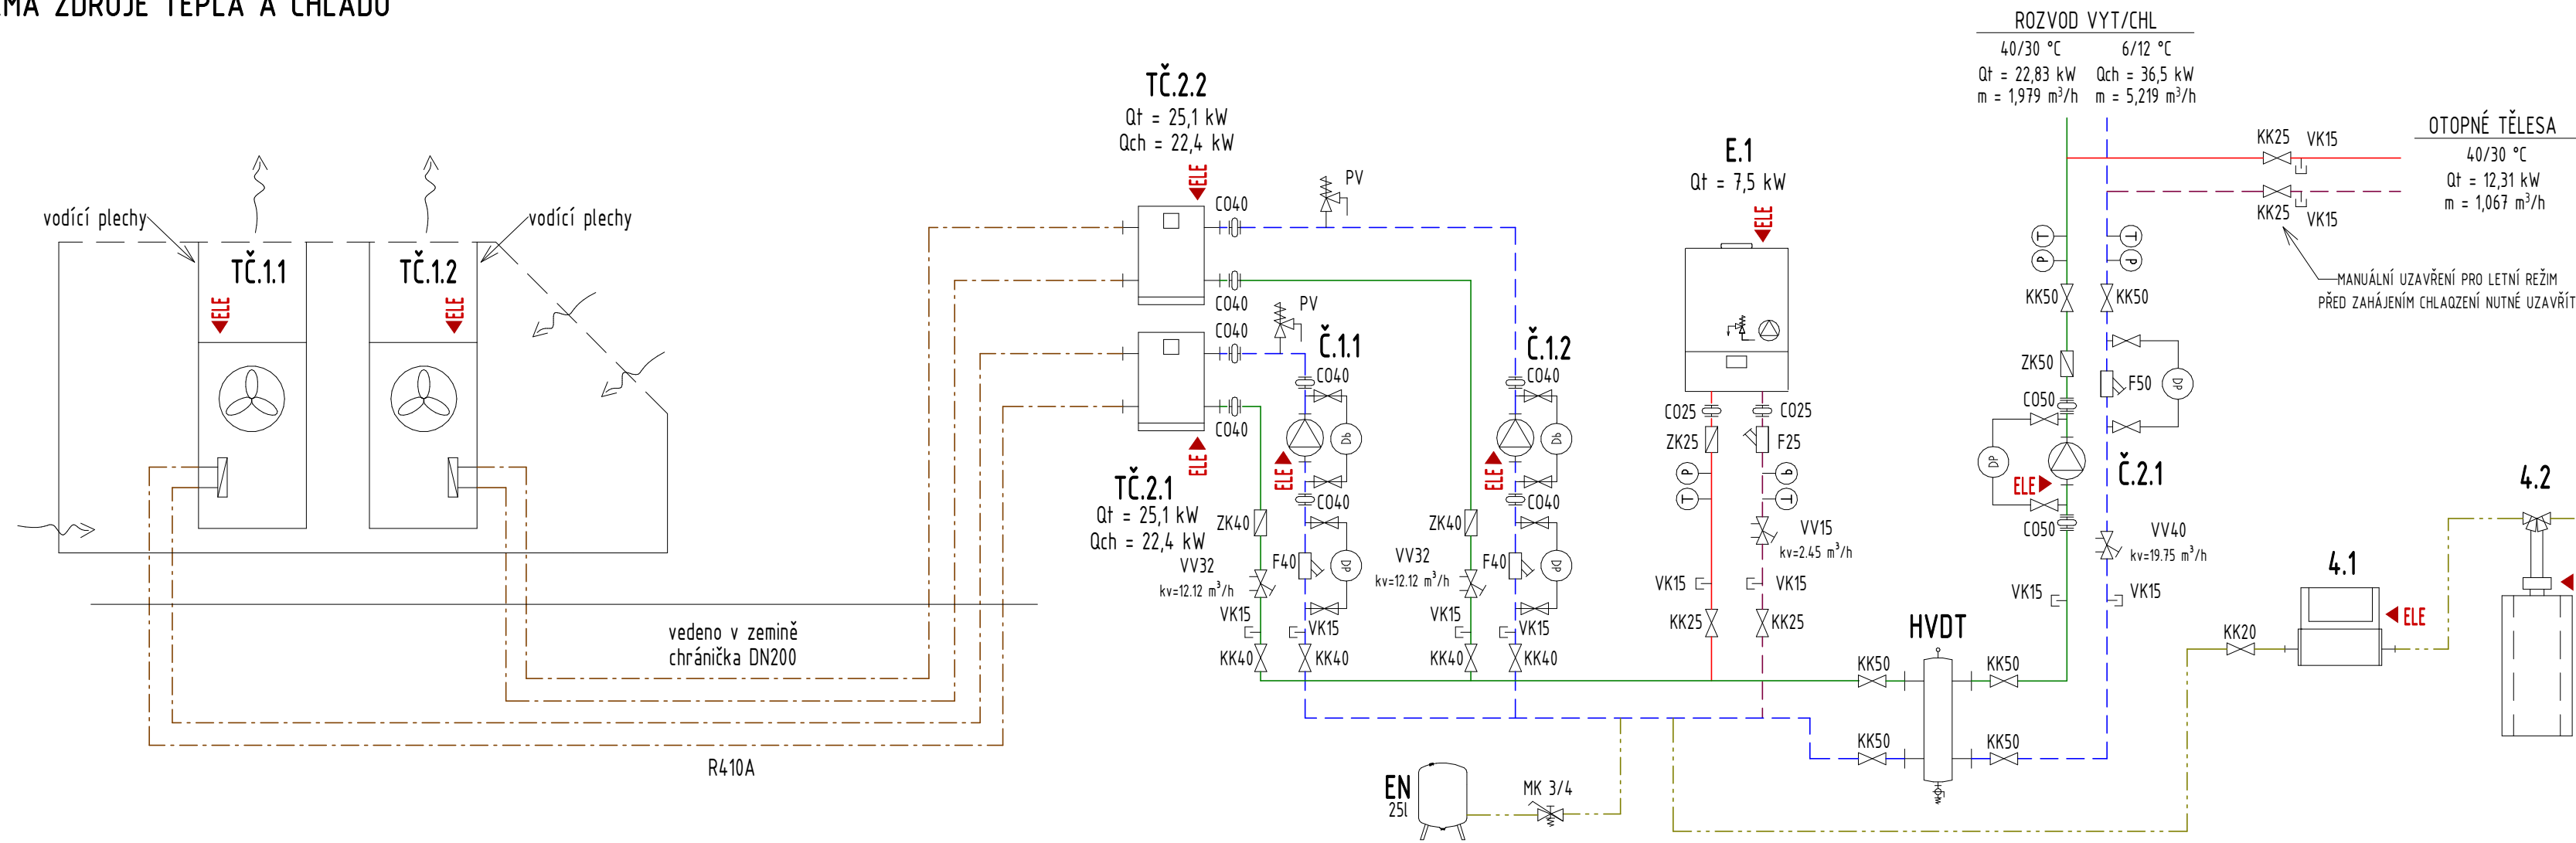 ZDROJE TEPLA A CHLADU
ROZVOD VYT/CHL
40/30 °C
Qt = 22,83 kW
m = 1,979 m³/h
6/12 °C
Qch = 36,5 kW
m = 5,219 m³/h
OTOPNÉ TĚLESA
40/30 °C
Qt = 12,31 kW
m = 1,067 m³/h
KK25
VK15
KK25
VK15
MANUÁLNÍ UZAVŘENÍ PRO LETNÍ REŽIM
PŘED ZAHÁJENÍM CHLAQZENÍ NUTNÉ UZAVŘÍT
vodící plechy
vodící plechy
TČ.1.1
ELE
TČ.1.2
ELE
vedeno v zemině
chránička DN200
R410A
TČ.2.2
Qt = 25,1 kW
Qch = 22,4 kW
ELE
CO40
CO40
PV
CO40
CO40
PV
ELE
TČ.2.1
Qt = 25,1 kW
Qch = 22,4 kW
Č.1.1
CO40
DP
ELE
CO40
ZK40
F40
DP
VV32
kv=12.12 m³/h
VK15
VK15
KK40
KK40
Č.1.2
CO40
DP
ELE
CO40
ZK40
F40
DP
VV32
kv=12.12 m³/h
VK15
VK15
KK40
KK40
E.1
Qt = 7,5 kW
ELE
CO25
CO25
ZK25
F25
P
P
T
T
VV15
kv=2.45 m³/h
VK15
VK15
KK25
KK25
T
T
P
P
KK50
KK50
ZK50
F50
DP
CO50
DP
ELE
Č.2.1
CO50
VV40
kv=19.75 m³/h
VK15
VK15
HVDT
KK50
KK50
KK50
KK50
EN
25l
MK 3/4
KK20
4.1
ELE
4.2